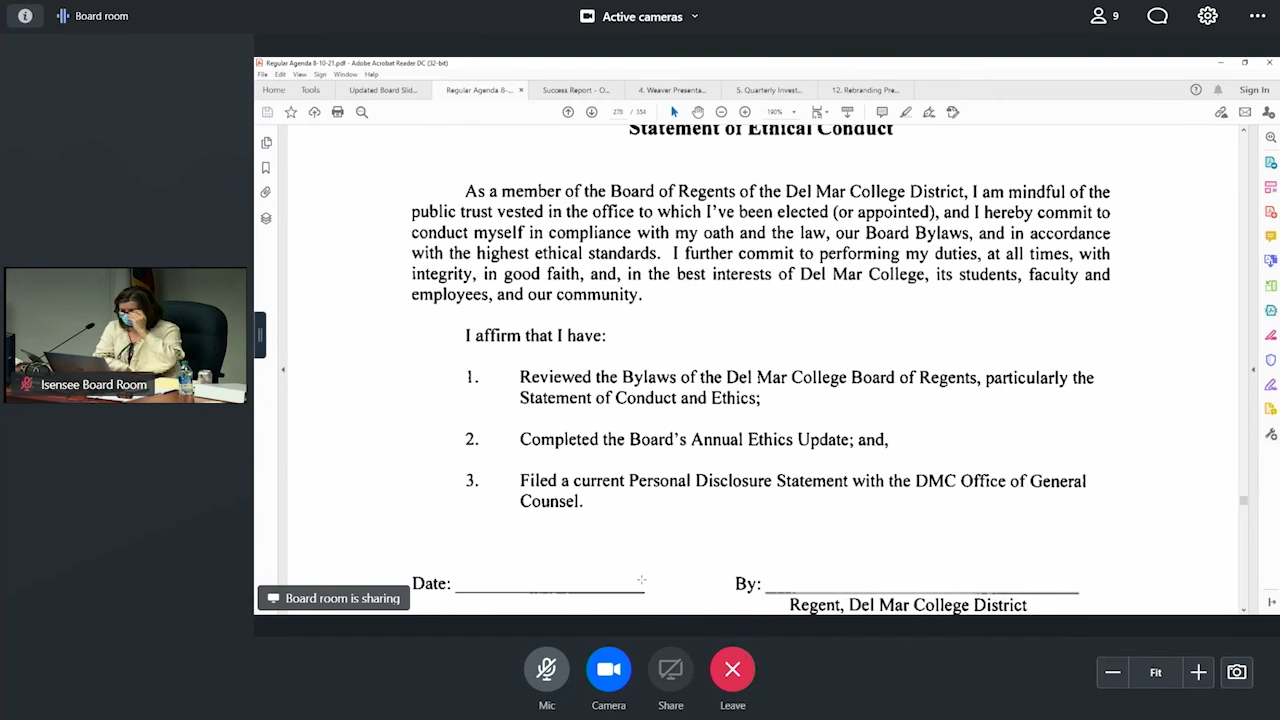 Board room
Active cameras
9
Regular Agenda 8-10-21.pdf - Adobe Acrobat Reader DC (32-bit)
File Edit View Sign Window Help
Home Tools Updated Board Slid... Regular Agenda 8-... × Success Report - O... 4. Weaver Presenta... 5. Quarterly Invest... 12. Rebranding Pre... Sign In
278 / 354 190%
Statement of Ethical Conduct
As a member of the Board of Regents of the Del Mar College District, I am mindful of the
public trust vested in the office to which I've been elected (or appointed), and I hereby commit to
conduct myself in compliance with my oath and the law, our Board Bylaws, and in accordance
with the highest ethical standards. I further commit to performing my duties, at all times, with
integrity, in good faith, and, in the best interests of Del Mar College, its students, faculty and
employees, and our community.
I affirm that I have:
1. Reviewed the Bylaws of the Del Mar College Board of Regents, particularly the
Statement of Conduct and Ethics;
2. Completed the Board's Annual Ethics Update; and,
3. Filed a current Personal Disclosure Statement with the DMC Office of General
Counsel.
Date: By:
Regent, Del Mar College District
Isensee Board Room
Board room is sharing
Mic Camera Share Leave
Fit